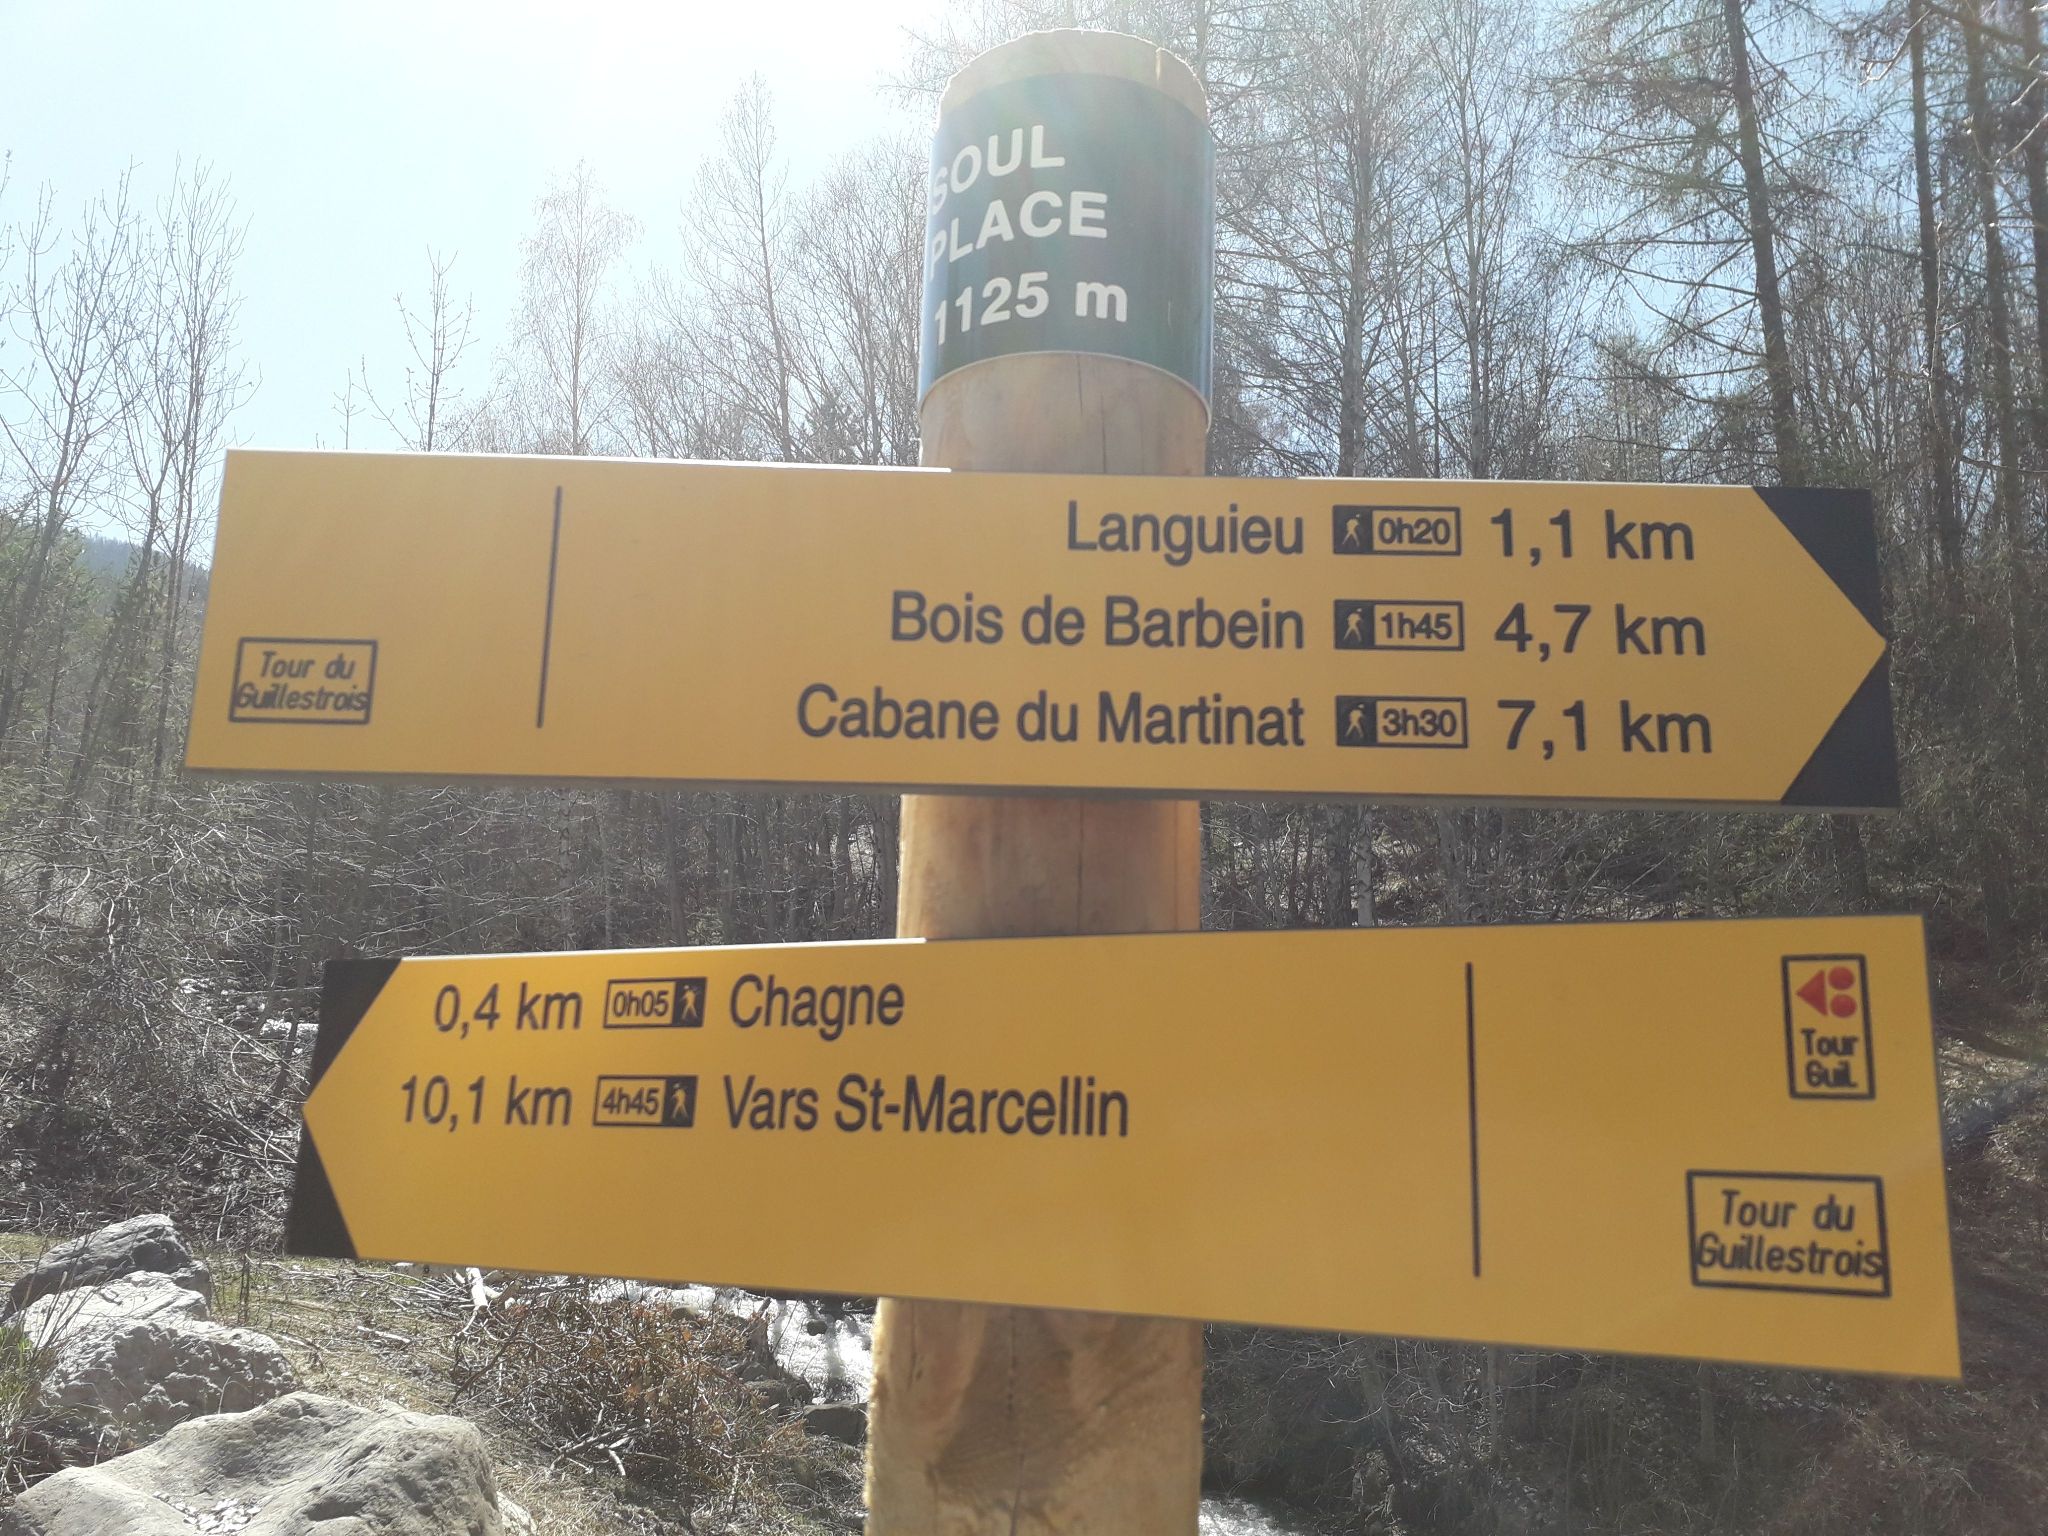 SOUL
PLACE
1125 m
Languieu 0h20 1,1 km
Bois de Barbein 1h45 4,7 km
Cabane du Martinat 3h30 7,1 km
Tour du
Guillestrois
0,4 km 0h05 Chagne
10,1 km 4h45 Vars St-Marcellin
Tour
Guil.
Tour du
Guillestrois